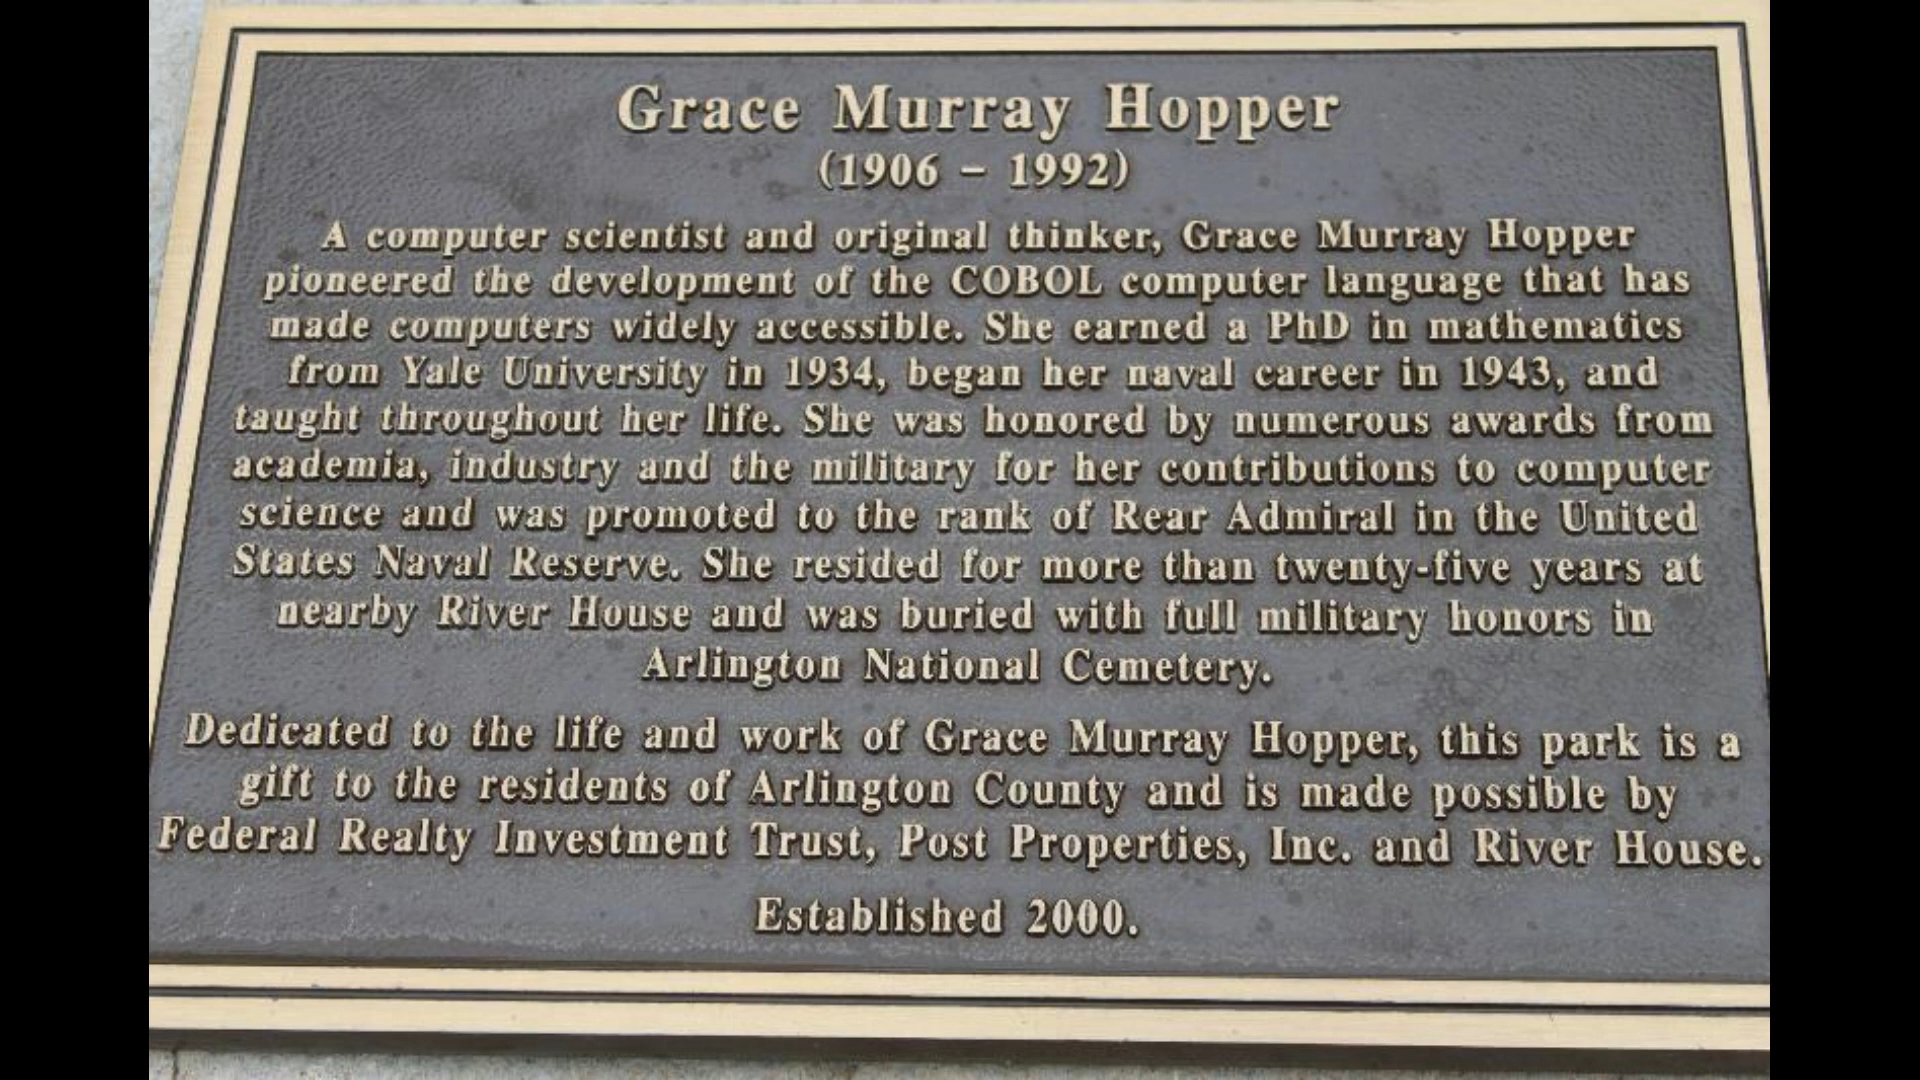 Grace Murray Hopper
(1906 – 1992)
A computer scientist and original thinker, Grace Murray Hopper
pioneered the development of the COBOL computer language that has
made computers widely accessible. She earned a PhD in mathematics
from Yale University in 1934, began her naval career in 1943, and
taught throughout her life. She was honored by numerous awards from
academia, industry and the military for her contributions to computer
science and was promoted to the rank of Rear Admiral in the United
States Naval Reserve. She resided for more than twenty-five years at
nearby River House and was buried with full military honors in
Arlington National Cemetery.
Dedicated to the life and work of Grace Murray Hopper, this park is a
gift to the residents of Arlington County and is made possible by
Federal Realty Investment Trust, Post Properties, Inc. and River House.
Established 2000.